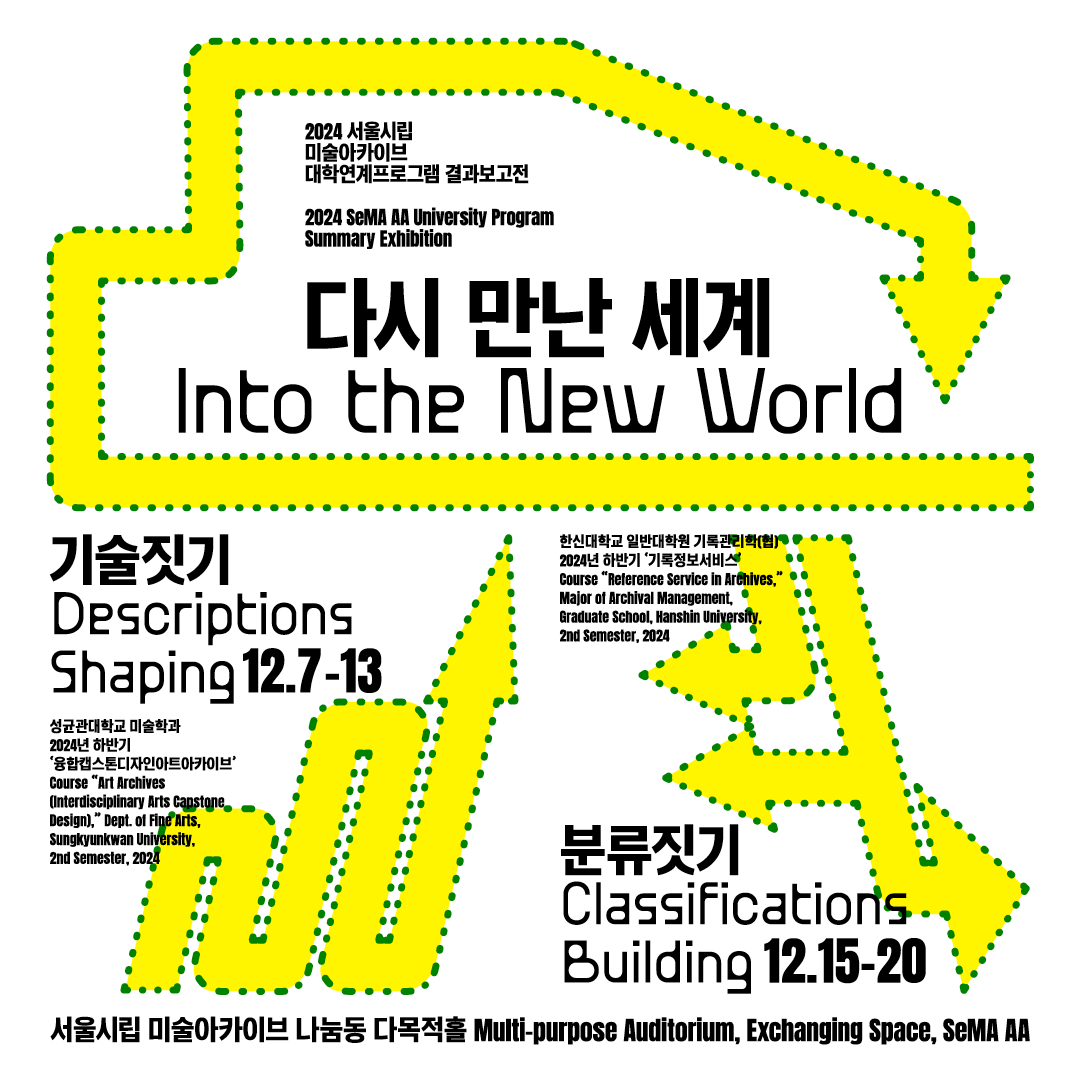 2024 서울시립
미술아카이브
대학연계프로그램 결과보고전
2024 SeMA AA University Program
Summary Exhibition
다시 만난 세계
Into the New World
기술짓기
Descriptions
Shaping 12.7-13
성균관대학교 미술학과
2024년 하반기
‘융합캡스톤디자인아트아카이브’
Course “Art Archives
(Interdisciplinary Arts Capstone
Design),” Dept. of Fine Arts,
Sungkyunkwan University,
2nd Semester, 2024
한신대학교 일반대학원 기록관리학(협)
2024년 하반기 ‘기록정보서비스’
Course “Reference Service in Archives,”
Major of Archival Management,
Graduate School, Hanshin University,
2nd Semester, 2024
분류짓기
Classifications
Building 12.15-20
서울시립 미술아카이브 나눔동 다목적홀 Multi-purpose Auditorium, Exchanging Space, SeMA AA